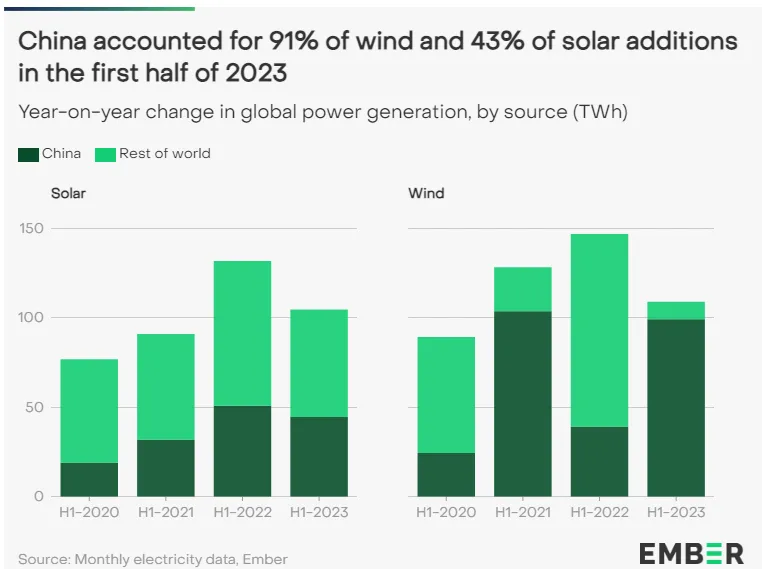 China accounted for 91% of wind and 43% of solar additions
in the first half of 2023
Year-on-year change in global power generation, by source (TWh)
China Rest of world
Solar Wind
150
100
50
0
H1-2020 H1-2021 H1-2022 H1-2023 H1-2020 H1-2021 H1-2022 H1-2023
Source: Monthly electricity data, Ember
EMBER